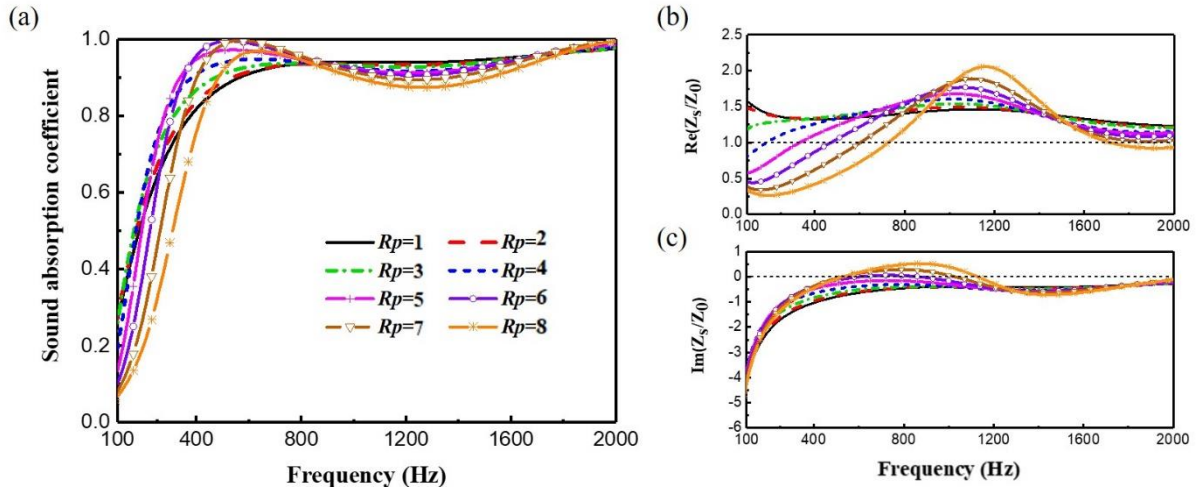 (a)
1.0
0.8
0.6
0.4
0.2
0.0
Sound absorption coefficient
Rp=1 Rp=2
Rp=3 Rp=4
Rp=5 Rp=6
Rp=7 Rp=8
100 400 800 1200 1600 2000
Frequency (Hz)
(b)
2.5
2.0
1.5
1.0
0.5
0.0
Re(Zs/Z0)
100 400 800 1200 1600 2000
(c)
1
0
-1
-2
-3
-4
-5
-6
Im(Zs/Z0)
100 400 800 1200 1600 2000
Frequency (Hz)